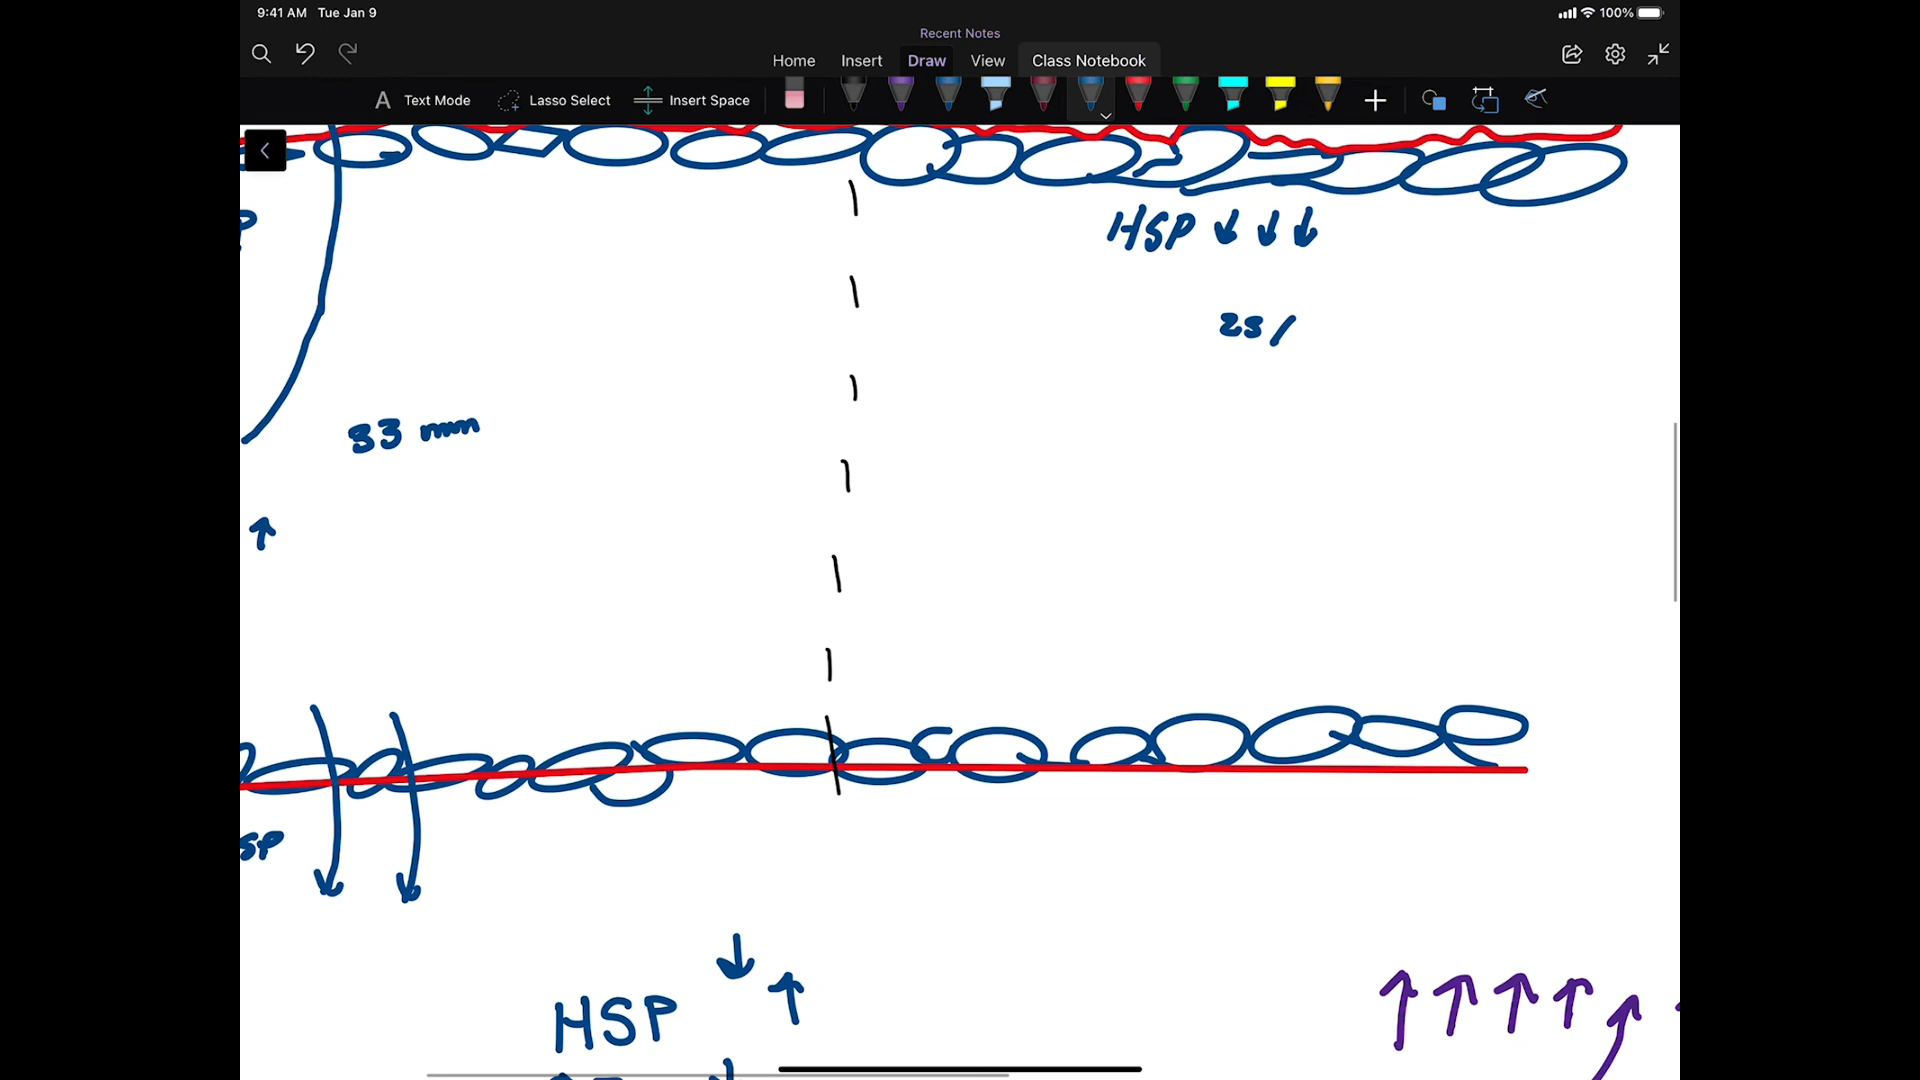 9:41 AM Tue Jan 9
100%
Recent Notes
Home Insert Draw View Class Notebook
Text Mode Lasso Select Insert Space
HSP ↓ ↓ ↓
23 /
33 mm
↑
SP
↓ ↑
HSP
↑ ↑ ↑ ↑ ↑